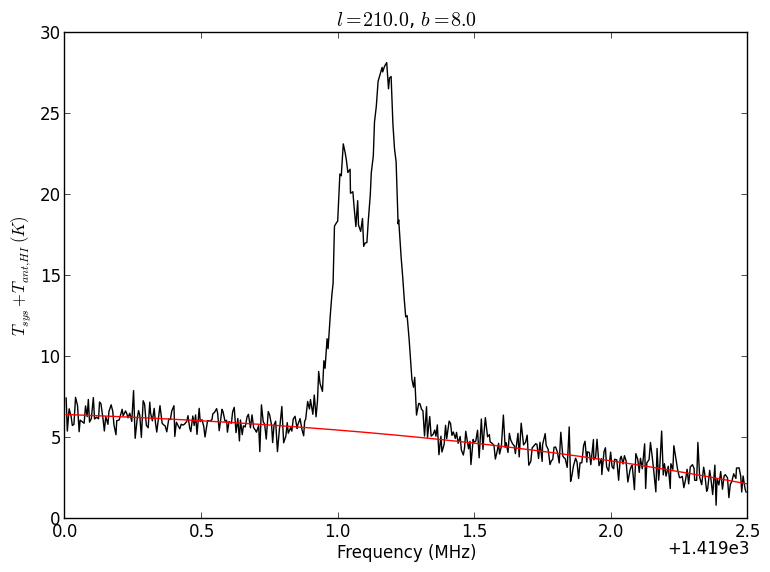 l = 210.0, b = 8.0
30
25
20
15
10
5
0
T_sys + T_ant,HI (K)
0.0 0.5 1.0 1.5 2.0 2.5
Frequency (MHz)
+1.419e3